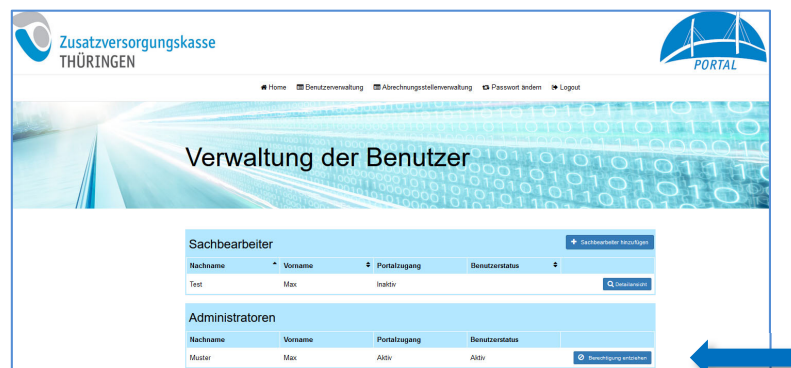 Zusatzversorgungskasse
THÜRINGEN
PORTAL
Home Benutzerverwaltung Abrechnungsstellenverwaltung Passwort ändern Logout
Verwaltung der Benutzer
Sachbearbeiter
+ Sachbearbeiter hinzufügen
Nachname Vorname Portalzugang Benutzerstatus
Test Max Inaktiv Detailansicht
Administratoren
Nachname Vorname Portalzugang Benutzerstatus
Muster Max Aktiv Aktiv Berechtigung entziehen